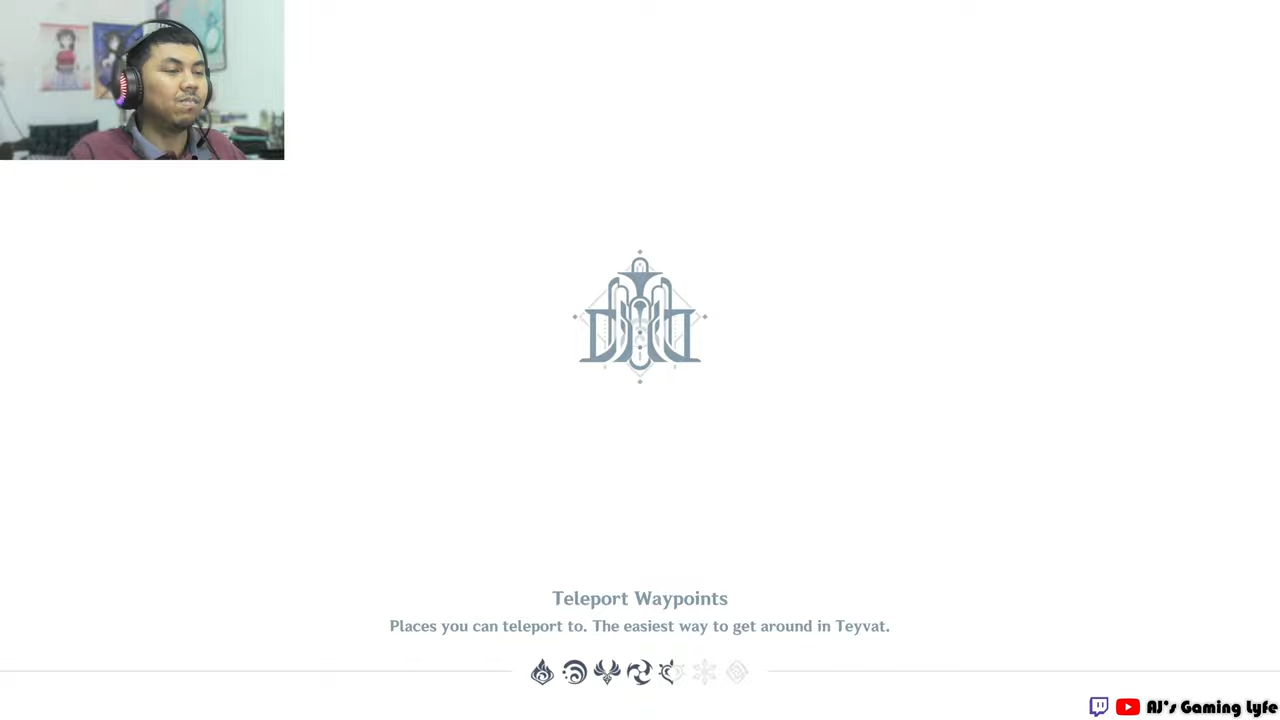 Teleport Waypoints
Places you can teleport to. The easiest way to get around in Teyvat.
AJ's Gaming Lyfe